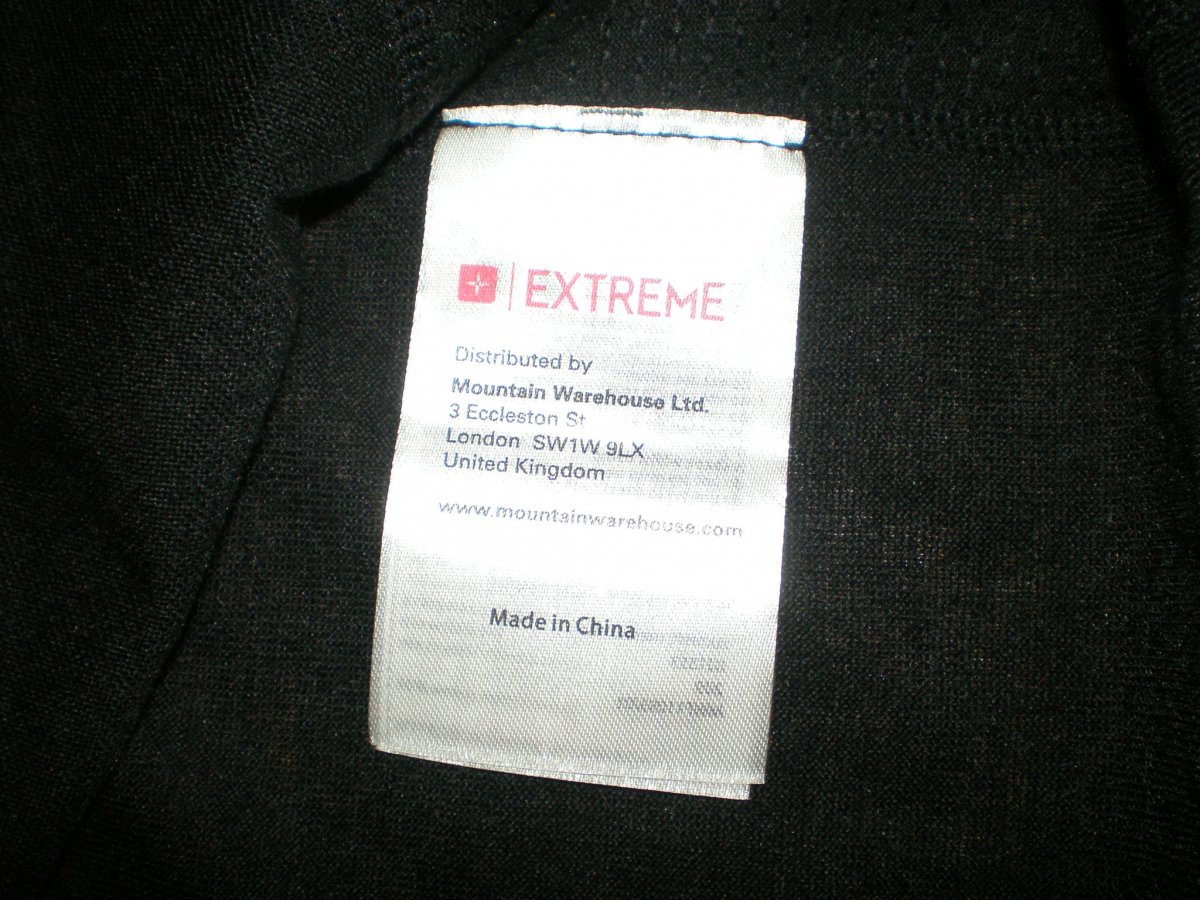 EXTREME
Distributed by
Mountain Warehouse Ltd.
3 Eccleston St
London SW1W 9LX
United Kingdom
www.mountainwarehouse.com
Made in China